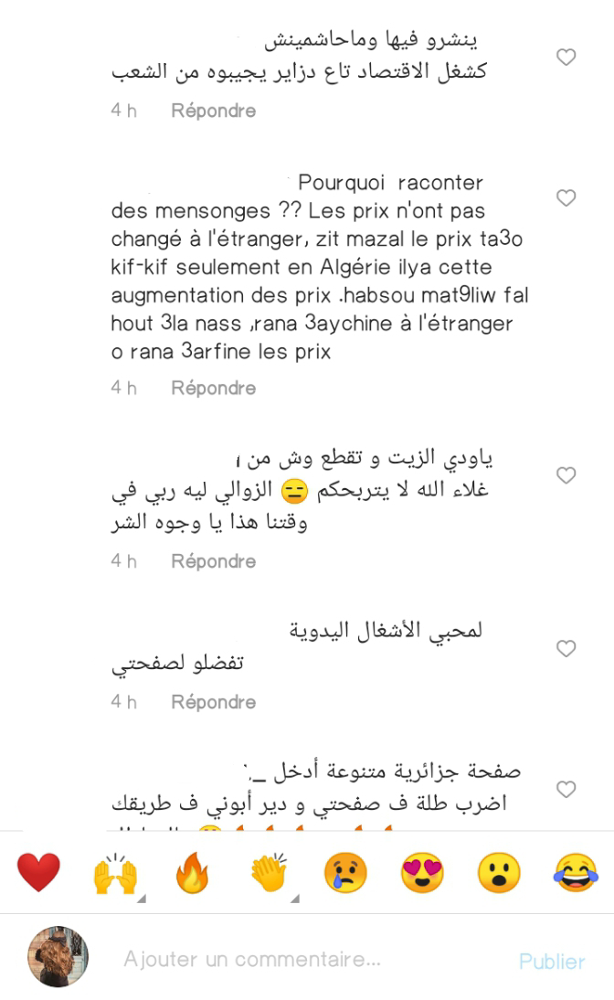 ينشرو فيها وماحاشمينش
كشغل الاقتصاد تاع دزاير يجيبوه من الشعب
4 h Répondre
Pourquoi raconter
des mensonges ?? Les prix n'ont pas
changé à l'étranger, zit mazal le prix ta3o
kif-kif seulement en Algérie ilya cette
augmentation des prix .habsou mat9liw fal
hout 3la nass ,rana 3aychine à l'étranger
o rana 3arfine les prix
4 h Répondre
ياودي الزيت و تقطع وش من
غلاء الله لا يتربحكم 😑 الزوالي ليه ربي في
وقتنا هذا يا وجوه الشر
4 h Répondre
لمحبي الأشغال اليدوية
تفضلو لصفحتي
4 h Répondre
صفحة جزائرية متنوعة أدخل
اضرب طلة ف صفحتي و دير أبوني ف طريقك
Ajouter un commentaire...
Publier